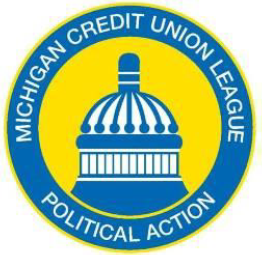 MICHIGAN CREDIT UNION LEAGUE
POLITICAL ACTION